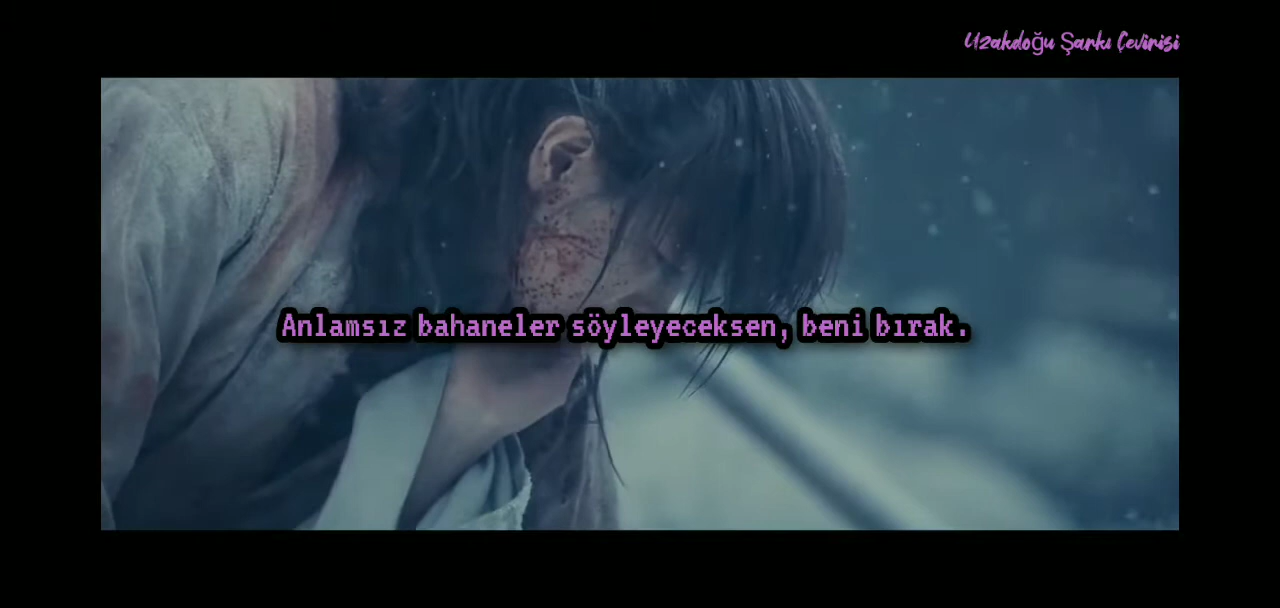 Uzakdoğu Şarkı Çevirisi
Anlamsız bahaneler söyleyeceksen, beni bırak.